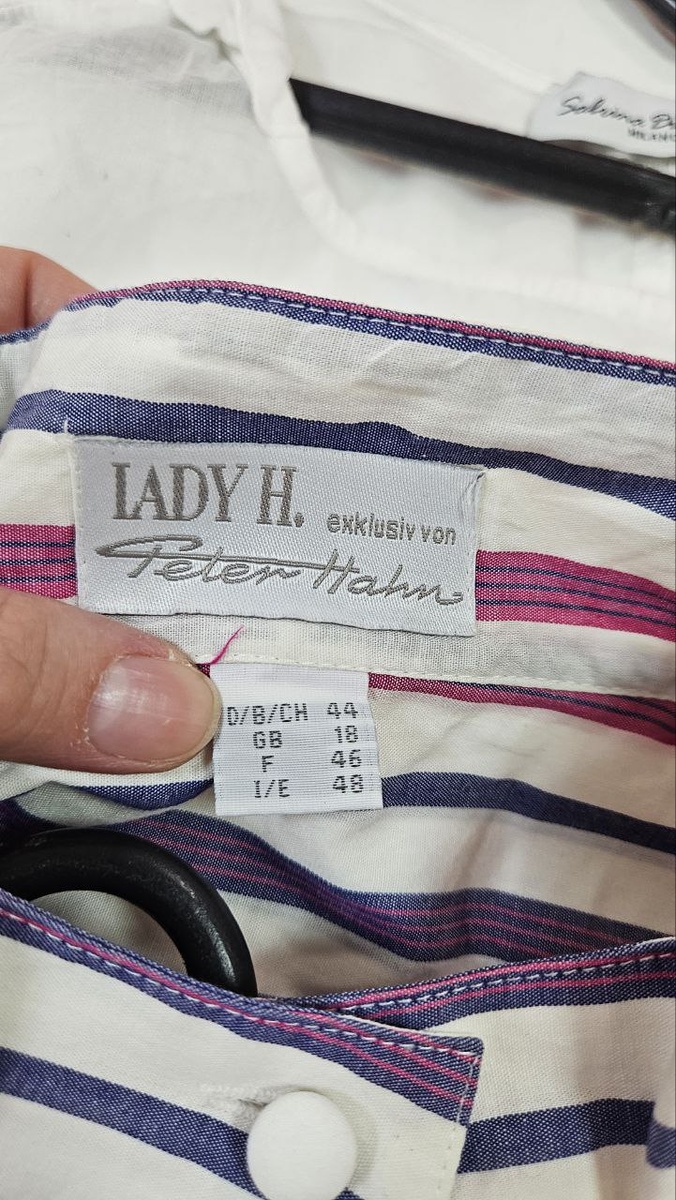 LADY H. exklusiv von
Peter Hahn
D/B/CH 44
GB 18
F 46
I/E 48